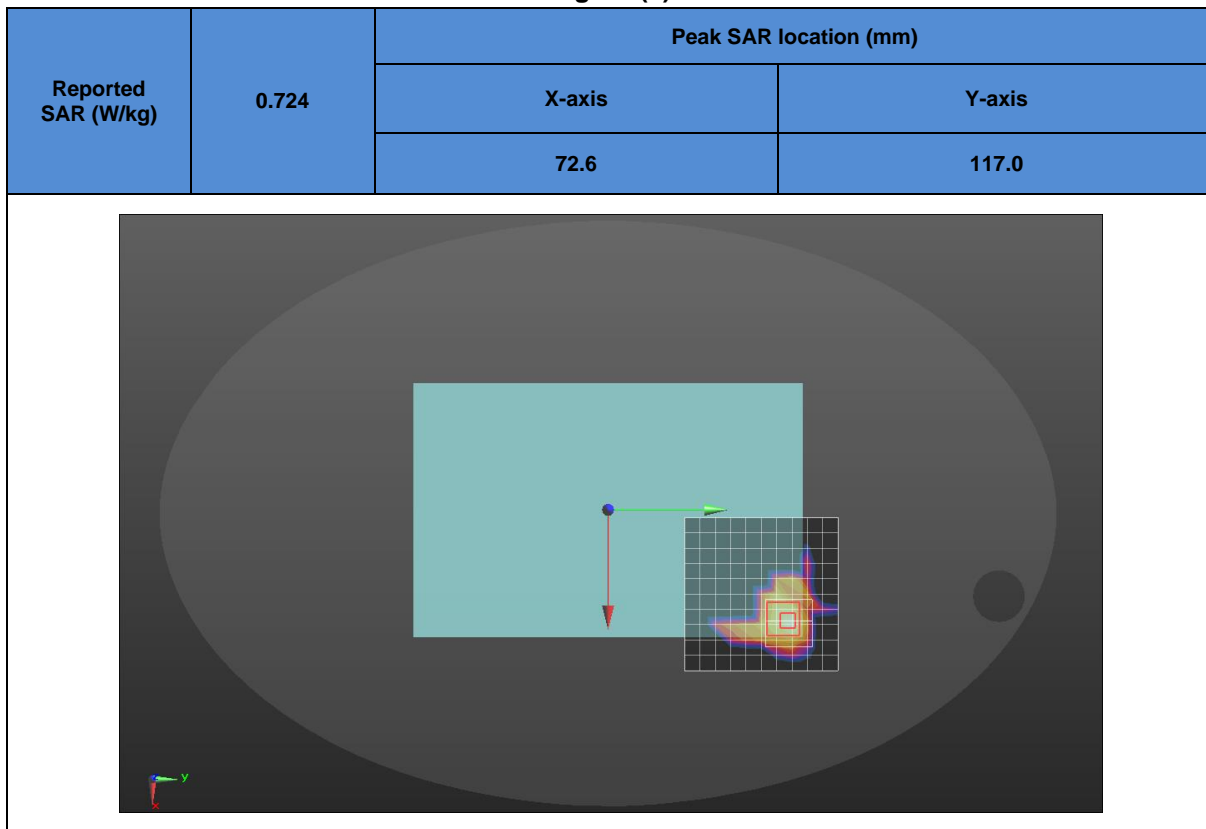 Reported
SAR (W/kg)
0.724
Peak SAR location (mm)
X-axis
Y-axis
72.6
117.0
y
x